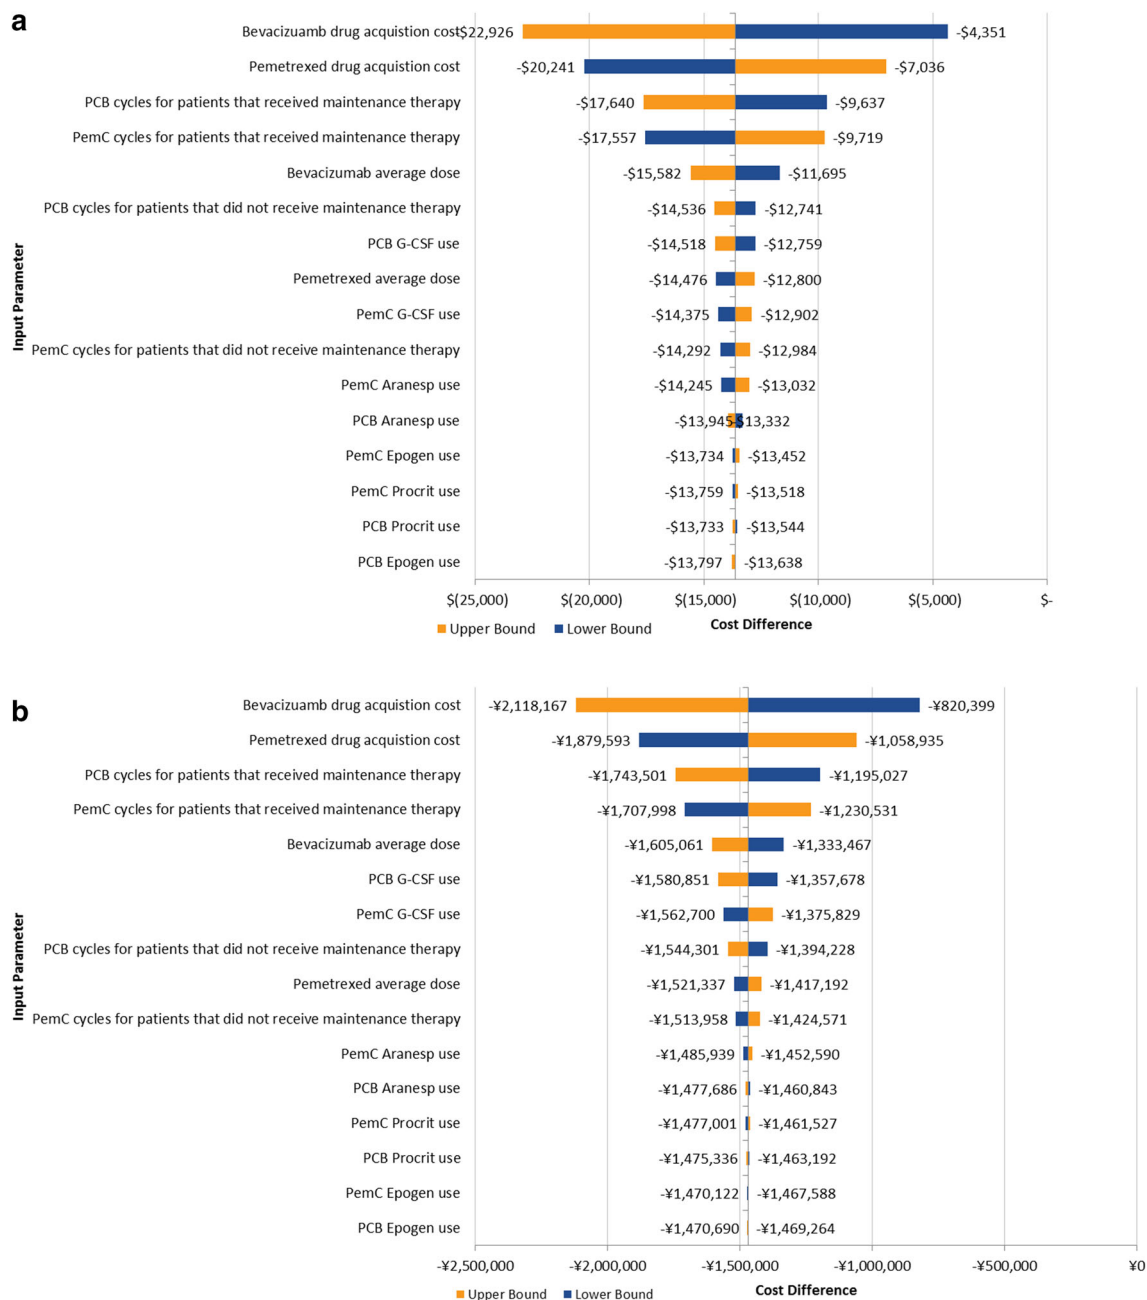 a
Bevacizuamb drug acquistion cost -$22,926 -$4,351
Pemetrexed drug acquistion cost -$20,241 -$7,036
PCB cycles for patients that received maintenance therapy -$17,640 -$9,637
PemC cycles for patients that received maintenance therapy -$17,557 -$9,719
Bevacizumab average dose -$15,582 -$11,695
PCB cycles for patients that did not receive maintenance therapy -$14,536 -$12,741
PCB G-CSF use -$14,518 -$12,759
Pemetrexed average dose -$14,476 -$12,800
PemC G-CSF use -$14,375 -$12,902
PemC cycles for patients that did not receive maintenance therapy -$14,292 -$12,984
PemC Aranesp use -$14,245 -$13,032
PCB Aranesp use -$13,945 -$13,332
PemC Epogen use -$13,734 -$13,452
PemC Procrit use -$13,759 -$13,518
PCB Procrit use -$13,733 -$13,544
PCB Epogen use -$13,797 -$13,638
Input Parameter
$(25,000) $(20,000) $(15,000) $(10,000) $(5,000) $-
Upper Bound Lower Bound Cost Difference
b
Bevacizuamb drug acquistion cost -¥2,118,167 -¥820,399
Pemetrexed drug acquistion cost -¥1,879,593 -¥1,058,935
PCB cycles for patients that received maintenance therapy -¥1,743,501 -¥1,195,027
PemC cycles for patients that received maintenance therapy -¥1,707,998 -¥1,230,531
Bevacizumab average dose -¥1,605,061 -¥1,333,467
PCB G-CSF use -¥1,580,851 -¥1,357,678
PemC G-CSF use -¥1,562,700 -¥1,375,829
PCB cycles for patients that did not receive maintenance therapy -¥1,544,301 -¥1,394,228
Pemetrexed average dose -¥1,521,337 -¥1,417,192
PemC cycles for patients that did not receive maintenance therapy -¥1,513,958 -¥1,424,571
PemC Aranesp use -¥1,485,939 -¥1,452,590
PCB Aranesp use -¥1,477,686 -¥1,460,843
PemC Procrit use -¥1,477,001 -¥1,461,527
PCB Procrit use -¥1,475,336 -¥1,463,192
PemC Epogen use -¥1,470,122 -¥1,467,588
PCB Epogen use -¥1,470,690 -¥1,469,264
Input Parameter
-¥2,500,000 -¥2,000,000 -¥1,500,000 -¥1,000,000 -¥500,000 ¥0
Upper Bound Lower Bound Cost Difference